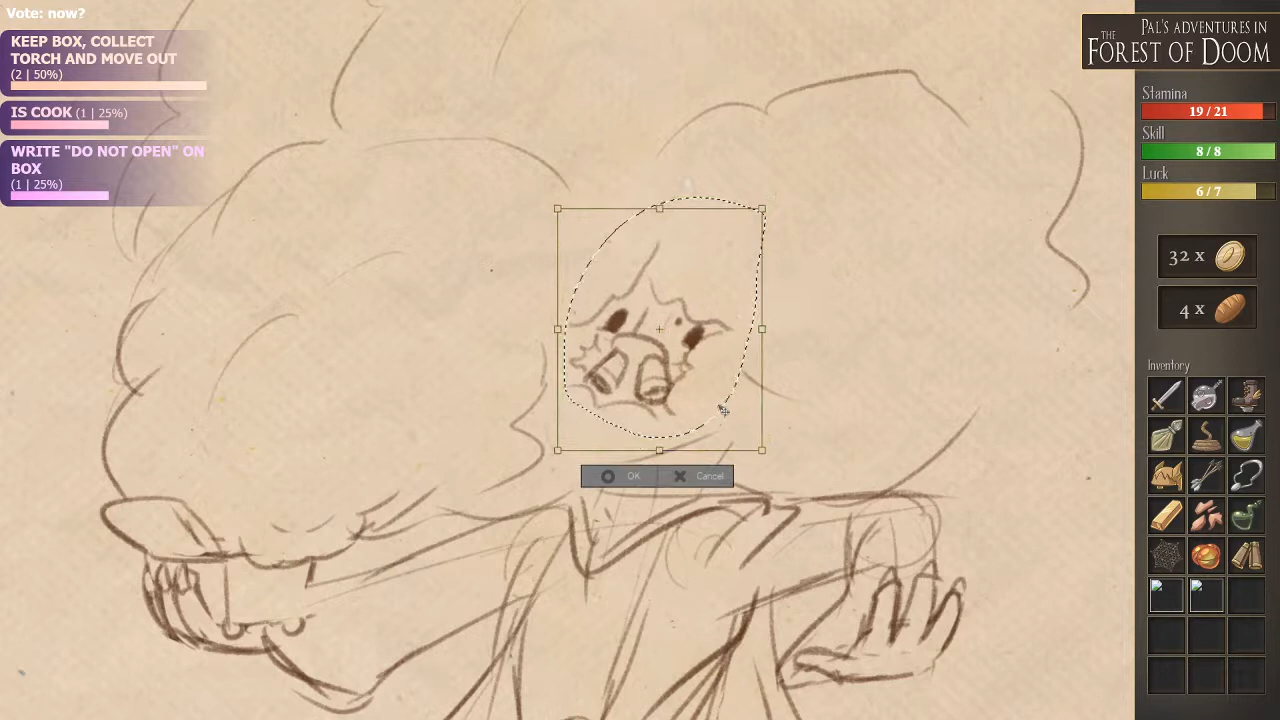 Vote: now?
KEEP BOX, COLLECT
TORCH AND MOVE OUT
(2 | 50%)
IS COOK (1 | 25%)
WRITE "DO NOT OPEN" ON
BOX
(1 | 25%)
PAL'S ADVENTURES IN
THE FOREST OF DOOM
Stamina
19 / 21
Skill
8 / 8
Luck
6 / 7
32 x
4 x
Inventory
OK
Cancel